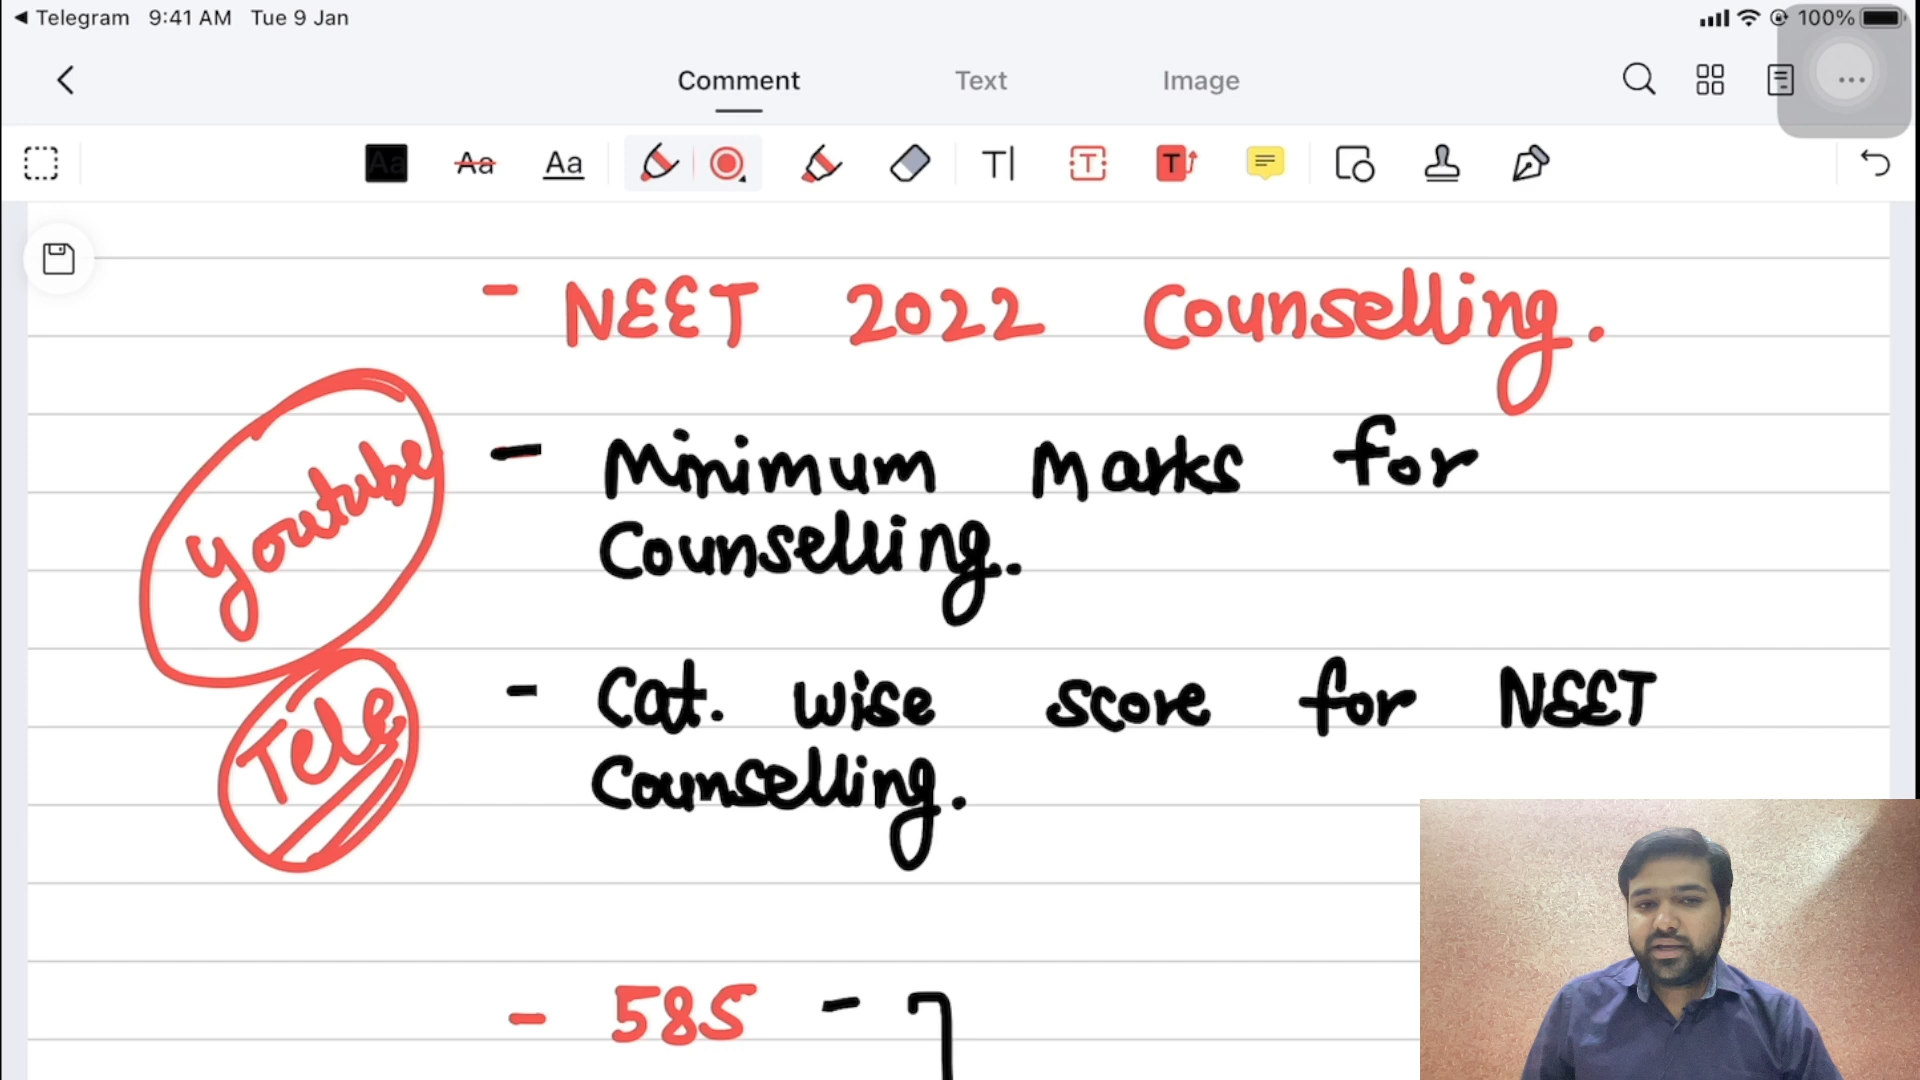 Telegram 9:41 AM Tue 9 Jan 100%
Comment Text Image
Aa Aa Aa T T T
- NEET 2022 Counselling.
Youtube
- Minimum Marks for
Counselling.
Tele
- Cat. wise score for NEET
Counselling.
- 585 -